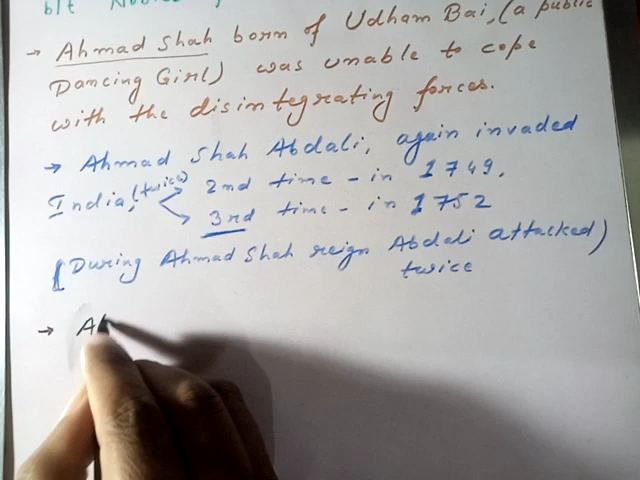 b/t Nobles
→ Ahmad Shah born of Udham Bai, (a public
Dancing Girl) was unable to cope
with the disintegrating forces.
→ Ahmad Shah Abdali, again invaded
India, (twice) 2nd time - in 1749.
3rd time - in 1752
[During Ahmad Shah reign Abdali attacked)
twice
→ Ah